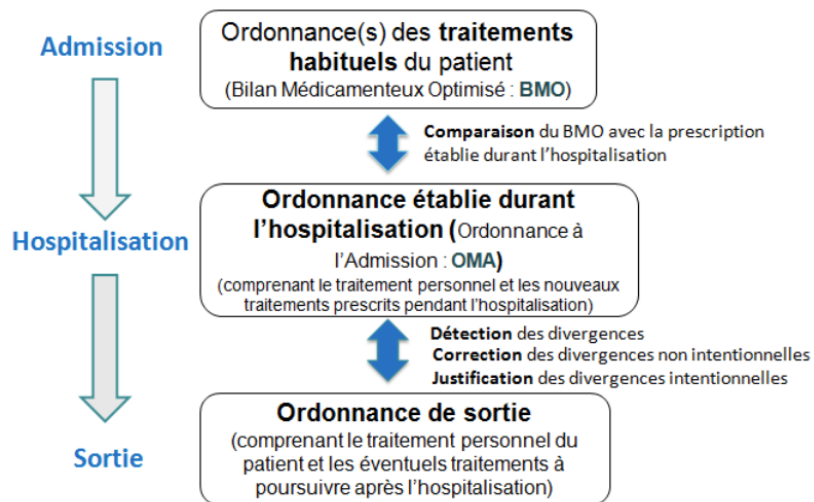 Admission
Ordonnance(s) des traitements
habituels du patient
(Bilan Médicamenteux Optimisé : BMO)
Comparaison du BMO avec la prescription
établie durant l’hospitalisation
Hospitalisation
Ordonnance établie durant
l’hospitalisation (Ordonnance à
l’Admission : OMA)
(comprenant le traitement personnel et les nouveaux
traitements prescrits pendant l’hospitalisation)
Détection des divergences
Correction des divergences non intentionnelles
Justification des divergences intentionnelles
Sortie
Ordonnance de sortie
(comprenant le traitement personnel du
patient et les éventuels traitements à
poursuivre après l’hospitalisation)